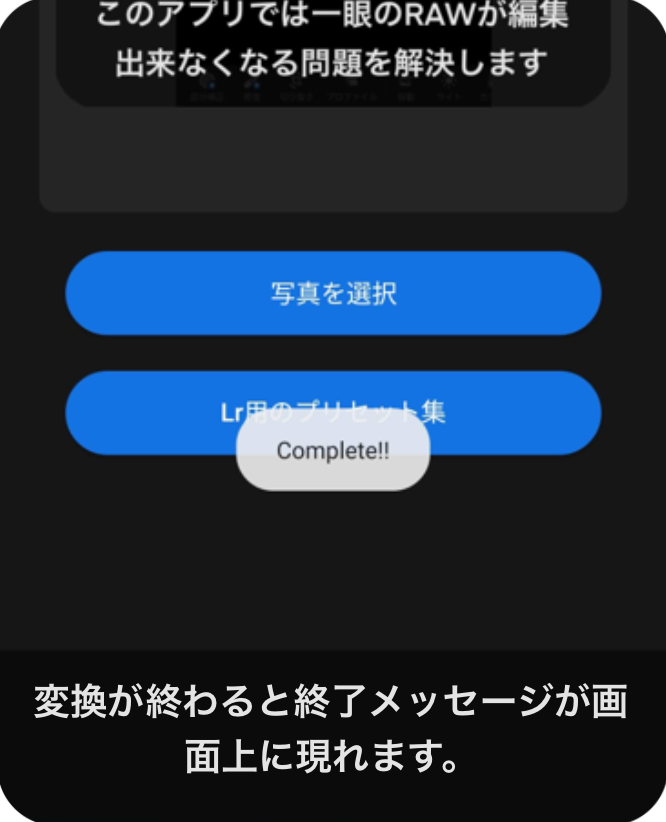 このアプリでは一眼のRAWが編集
出来なくなる問題を解決します
写真を選択
Lr用のプリセット集
Complete!!
変換が終わると終了メッセージが画
面上に現れます。